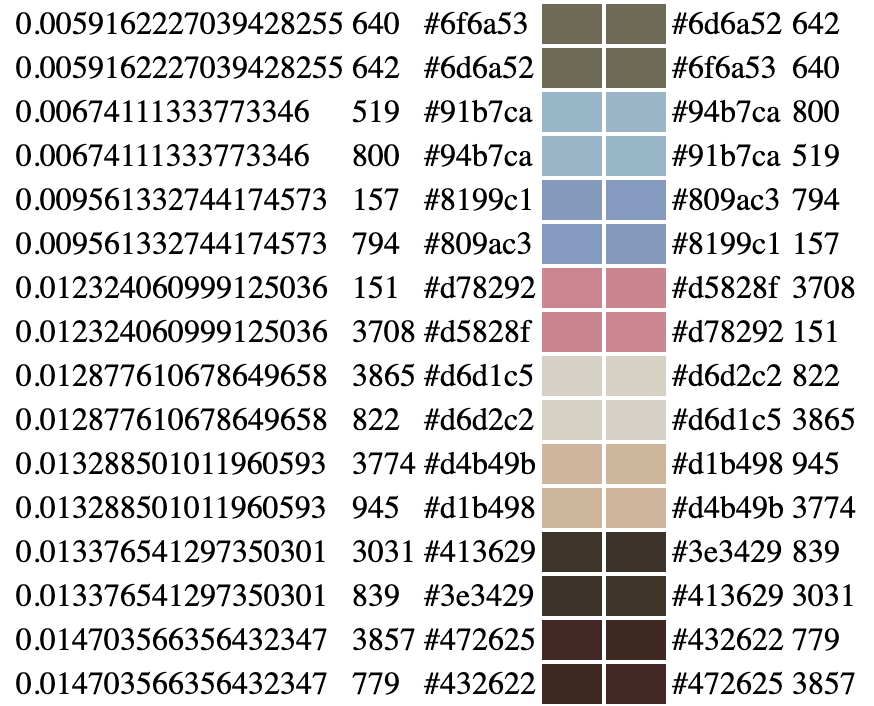 0.0059162227039428255 640 #6f6a53 #6d6a52 642
0.0059162227039428255 642 #6d6a52 #6f6a53 640
0.00674111333773346 519 #91b7ca #94b7ca 800
0.00674111333773346 800 #94b7ca #91b7ca 519
0.009561332744174573 157 #8199c1 #809ac3 794
0.009561332744174573 794 #809ac3 #8199c1 157
0.012324060999125036 151 #d78292 #d5828f 3708
0.012324060999125036 3708 #d5828f #d78292 151
0.012877610678649658 3865 #d6d1c5 #d6d2c2 822
0.012877610678649658 822 #d6d2c2 #d6d1c5 3865
0.013288501011960593 3774 #d4b49b #d1b498 945
0.013288501011960593 945 #d1b498 #d4b49b 3774
0.013376541297350301 3031 #413629 #3e3429 839
0.013376541297350301 839 #3e3429 #413629 3031
0.014703566356432347 3857 #472625 #432622 779
0.014703566356432347 779 #432622 #472625 3857